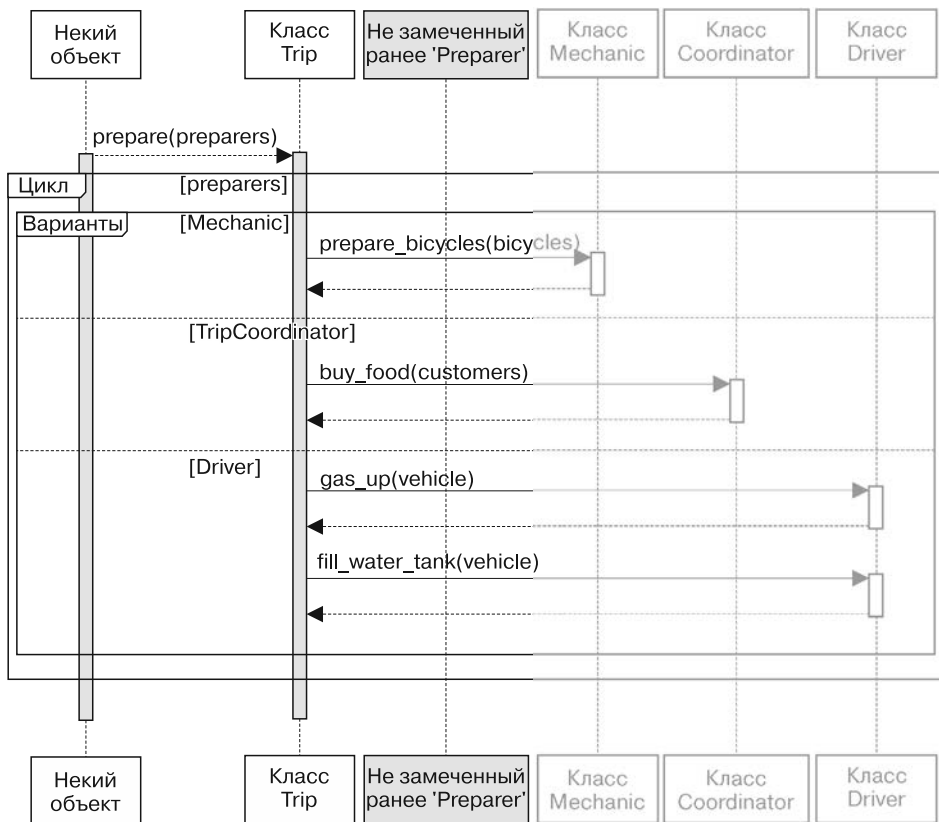 Некий
объект
Класс
Trip
Не замеченный
ранее 'Preparer'
Класс
Mechanic
Класс
Coordinator
Класс
Driver
prepare(preparers)
Цикл
[preparers]
Варианты
[Mechanic]
prepare_bicycles(bicycles)
[TripCoordinator]
buy_food(customers)
[Driver]
gas_up(vehicle)
fill_water_tank(vehicle)
Некий
объект
Класс
Trip
Не замеченный
ранее 'Preparer'
Класс
Mechanic
Класс
Coordinator
Класс
Driver